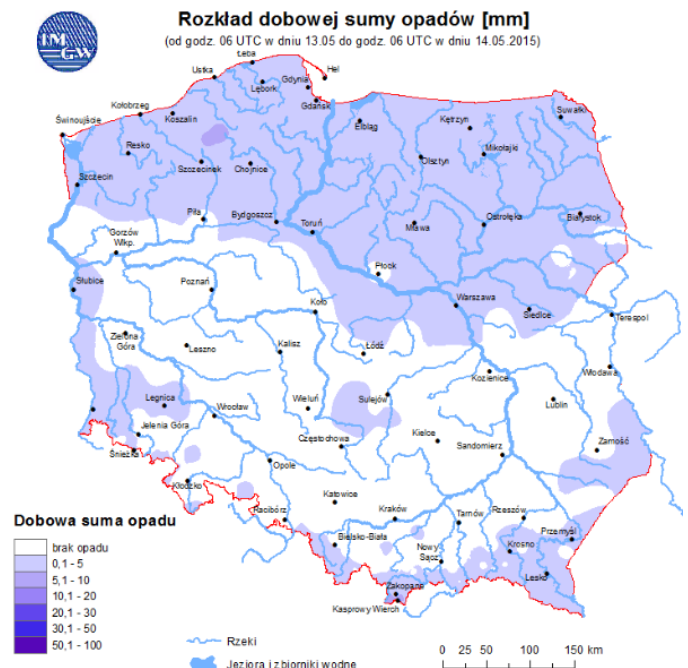 IM
GW
Rozkład dobowej sumy opadów [mm]
(od godz. 06 UTC w dniu 13.05 do godz. 06 UTC w dniu 14.05.2015)
Łeba
Hel
Ustka
Gdynia
Lębork
Gdańsk
Suwałki
Kołobrzeg
Koszalin
Świnoujście
Elbląg
Kętrzyn
Resko
Mikołajki
Olsztyn
Szczecinek
Chojnice
Szczecin
Piła
Bydgoszcz
Toruń
Mława
Ostrołęka
Białystok
Gorzów
Wlkp.
Płock
Słubice
Poznań
Koło
Warszawa
Siedlce
Terespol
Zielona
Góra
Leszno
Kalisz
Łódź
Kozienice
Włodawa
Legnica
Wrocław
Wieluń
Sulejów
Lublin
Jelenia Góra
Śnieżka
Częstochowa
Kielce
Sandomierz
Zamość
Opole
Kłodzko
Katowice
Racibórz
Kraków
Tarnów
Rzeszów
Przemyśl
Bielsko-Biała
Nowy
Sącz
Krosno
Lesko
Zakopane
Kasprowy Wierch
Dobowa suma opadu
brak opadu
0,1 - 5
5,1 - 10
10,1 - 20
20,1 - 30
30,1 - 50
50,1 - 100
Rzeki
Jeziora i zbiorniki wodne
0 25 50 100 150 km